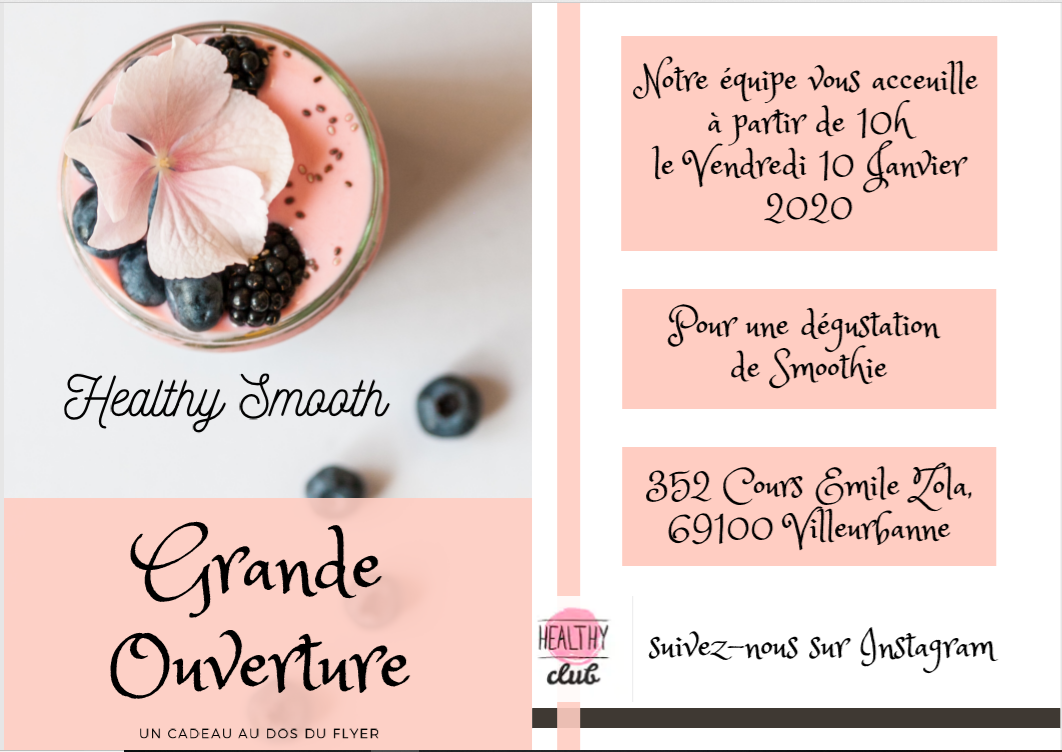 Healthy Smooth
Grande
Ouverture
UN CADEAU AU DOS DU FLYER
Notre équipe vous acceuille
à partir de 10h
le Vendredi 10 Janvier
2020
Pour une dégustation
de Smoothie
352 Cours Emile Zola,
69100 Villeurbanne
HEALTHY
club
suivez-nous sur Instagram